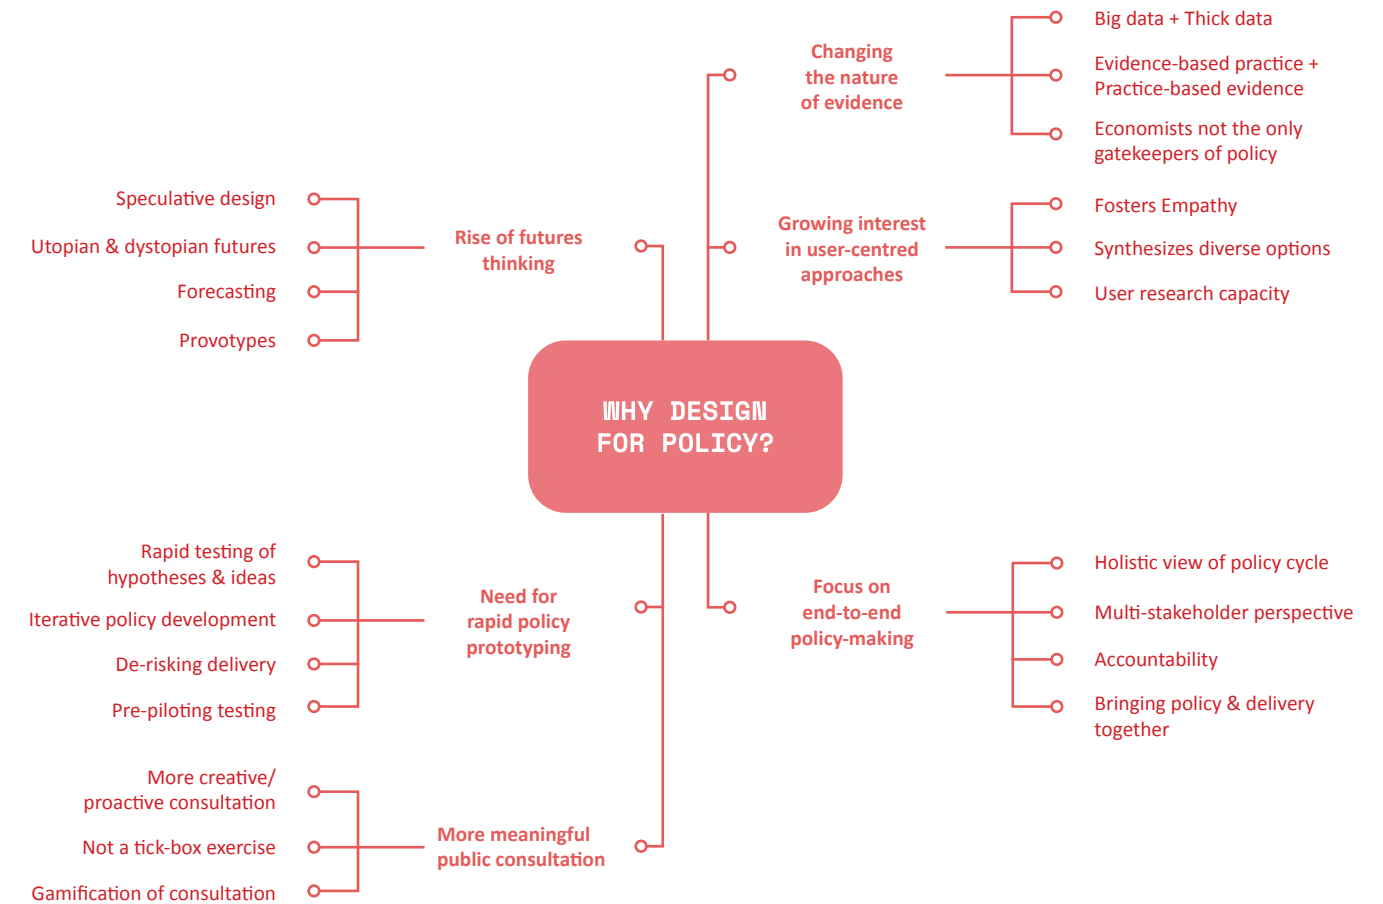 WHY DESIGN
FOR POLICY?
Changing
the nature
of evidence
Big data + Thick data
Evidence-based practice +
Practice-based evidence
Economists not the only
gatekeepers of policy
Growing interest
in user-centred
approaches
Fosters Empathy
Synthesizes diverse options
User research capacity
Focus on
end-to-end
policy-making
Holistic view of policy cycle
Multi-stakeholder perspective
Accountability
Bringing policy & delivery
together
Rise of futures
thinking
Speculative design
Utopian & dystopian futures
Forecasting
Provotypes
Need for
rapid policy
prototyping
Rapid testing of
hypotheses & ideas
Iterative policy development
De-risking delivery
Pre-piloting testing
More meaningful
public consultation
More creative/
proactive consultation
Not a tick-box exercise
Gamification of consultation